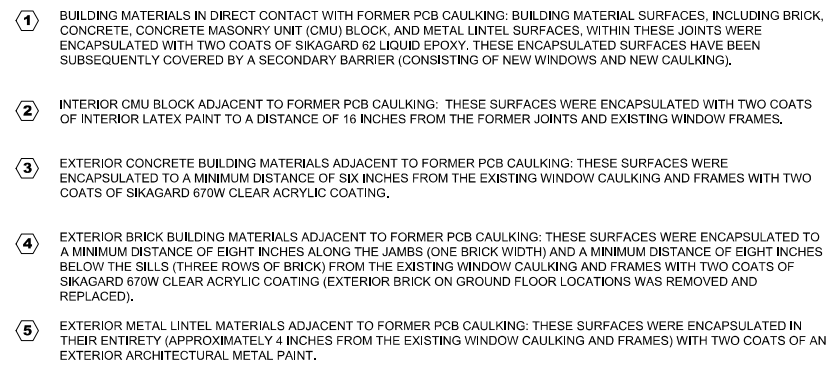 1 BUILDING MATERIALS IN DIRECT CONTACT WITH FORMER PCB CAULKING: BUILDING MATERIAL SURFACES, INCLUDING BRICK,
CONCRETE, CONCRETE MASONRY UNIT (CMU) BLOCK, AND METAL LINTEL SURFACES, WITHIN THESE JOINTS WERE
ENCAPSULATED WITH TWO COATS OF SIKAGARD 62 LIQUID EPOXY. THESE ENCAPSULATED SURFACES HAVE BEEN
SUBSEQUENTLY COVERED BY A SECONDARY BARRIER (CONSISTING OF NEW WINDOWS AND NEW CAULKING).
2 INTERIOR CMU BLOCK ADJACENT TO FORMER PCB CAULKING: THESE SURFACES WERE ENCAPSULATED WITH TWO COATS
OF INTERIOR LATEX PAINT TO A DISTANCE OF 16 INCHES FROM THE FORMER JOINTS AND EXISTING WINDOW FRAMES.
3 EXTERIOR CONCRETE BUILDING MATERIALS ADJACENT TO FORMER PCB CAULKING: THESE SURFACES WERE
ENCAPSULATED TO A MINIMUM DISTANCE OF SIX INCHES FROM THE EXISTING WINDOW CAULKING AND FRAMES WITH TWO
COATS OF SIKAGARD 670W CLEAR ACRYLIC COATING.
4 EXTERIOR BRICK BUILDING MATERIALS ADJACENT TO FORMER PCB CAULKING: THESE SURFACES WERE ENCAPSULATED TO
A MINIMUM DISTANCE OF EIGHT INCHES ALONG THE JAMBS (ONE BRICK WIDTH) AND A MINIMUM DISTANCE OF EIGHT INCHES
BELOW THE SILLS (THREE ROWS OF BRICK) FROM THE EXISTING WINDOW CAULKING AND FRAMES WITH TWO COATS OF
SIKAGARD 670W CLEAR ACRYLIC COATING (EXTERIOR BRICK ON GROUND FLOOR LOCATIONS WAS REMOVED AND
REPLACED).
5 EXTERIOR METAL LINTEL MATERIALS ADJACENT TO FORMER PCB CAULKING: THESE SURFACES WERE ENCAPSULATED IN
THEIR ENTIRETY (APPROXIMATELY 4 INCHES FROM THE EXISTING WINDOW CAULKING AND FRAMES) WITH TWO COATS OF AN
EXTERIOR ARCHITECTURAL METAL PAINT.